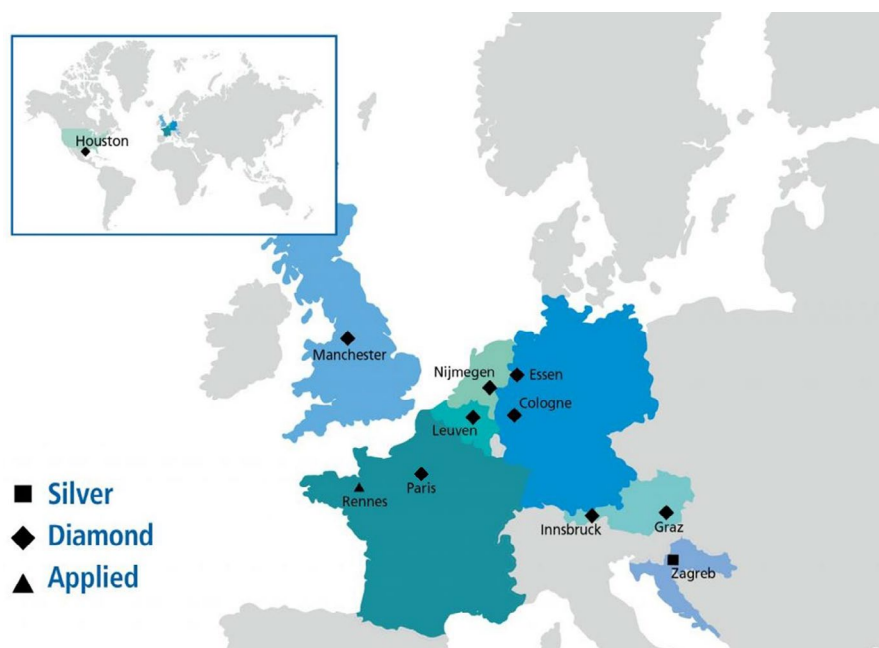 Houston
Manchester
Nijmegen
Essen
Cologne
Leuven
Paris
Rennes
Innsbruck
Graz
Zagreb
Silver
Diamond
Applied